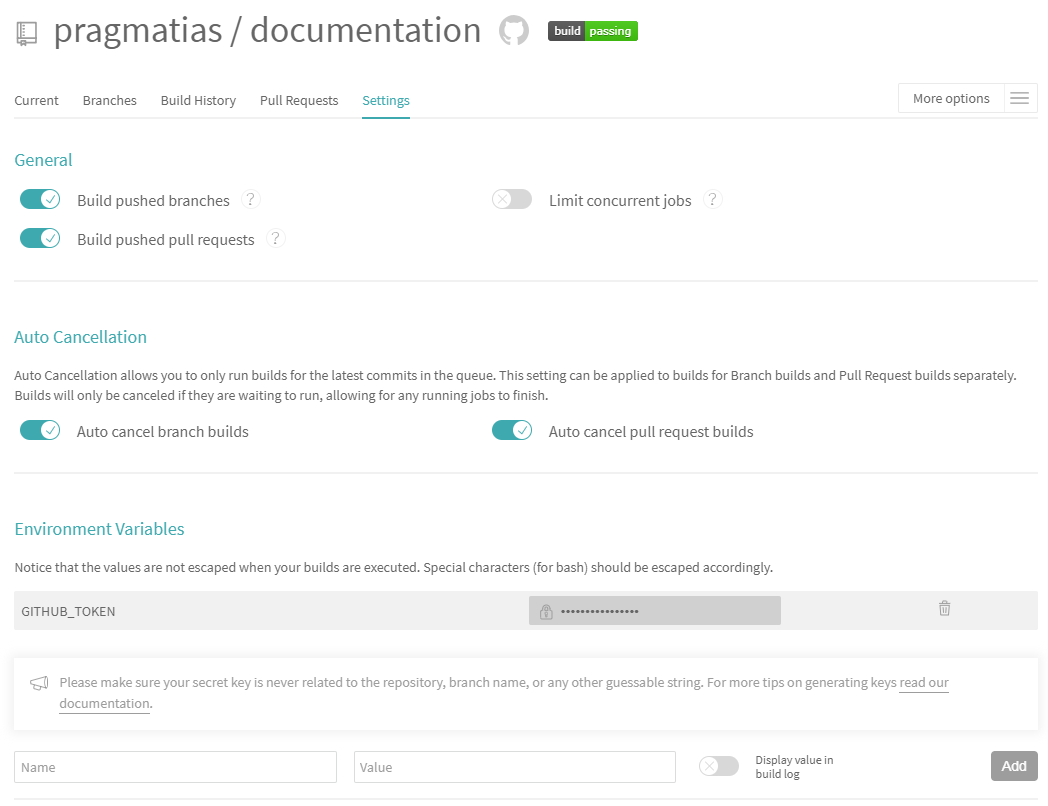 pragmatias / documentation
build passing
Current Branches Build History Pull Requests Settings
More options
General
Build pushed branches ?
Limit concurrent jobs ?
Build pushed pull requests ?
Auto Cancellation
Auto Cancellation allows you to only run builds for the latest commits in the queue. This setting can be applied to builds for Branch builds and Pull Request builds separately.
Builds will only be canceled if they are waiting to run, allowing for any running jobs to finish.
Auto cancel branch builds
Auto cancel pull request builds
Environment Variables
Notice that the values are not escaped when your builds are executed. Special characters (for bash) should be escaped accordingly.
GITHUB_TOKEN
••••••••••••••••
Please make sure your secret key is never related to the repository, branch name, or any other guessable string. For more tips on generating keys read our
documentation.
Name
Value
Display value in
build log
Add